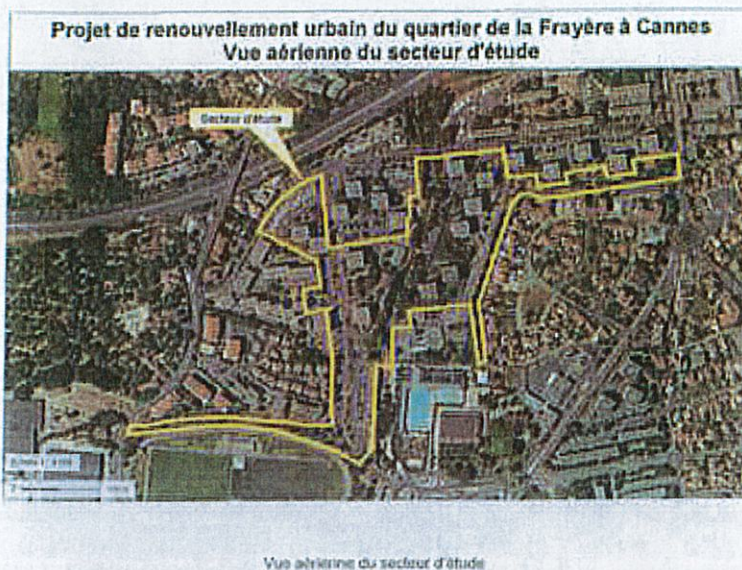 Projet de renouvellement urbain du quartier de la Frayère à Cannes
Vue aérienne du secteur d'étude
Secteur d'étude
Vue aérienne du secteur d'étude